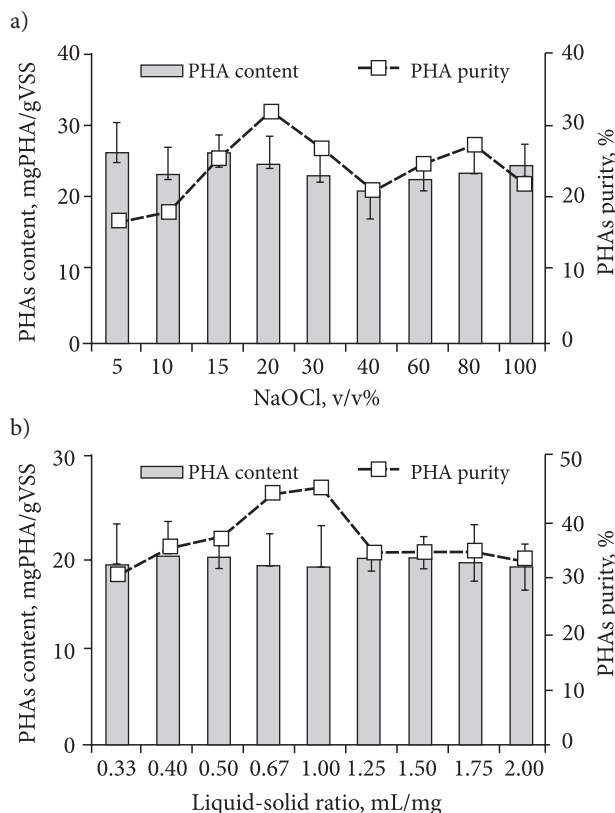 a)
PHA content
PHA purity
PHAs content, mgPHA/gVSS
40
30
20
10
0
40
30
20
10
0
PHAs purity, %
5 10 15 20 30 40 60 80 100
NaOCl, v/v%
b)
PHA content
PHA purity
PHAs content, mgPHA/gVSS
30
20
10
0
50
40
30
20
10
0
PHAs purity, %
0.33 0.40 0.50 0.67 1.00 1.25 1.50 1.75 2.00
Liquid-solid ratio, mL/mg